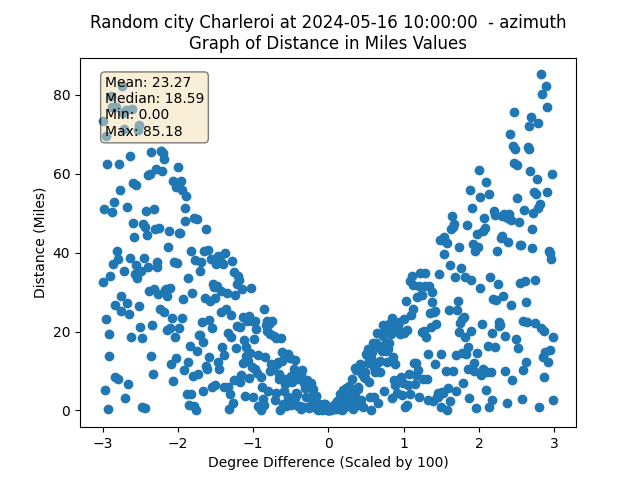 Random city Charleroi at 2024-05-16 10:00:00 - azimuth
Graph of Distance in Miles Values
Mean: 23.27
Median: 18.59
Min: 0.00
Max: 85.18
Distance (Miles)
80
60
40
20
0
−3 −2 −1 0 1 2 3
Degree Difference (Scaled by 100)